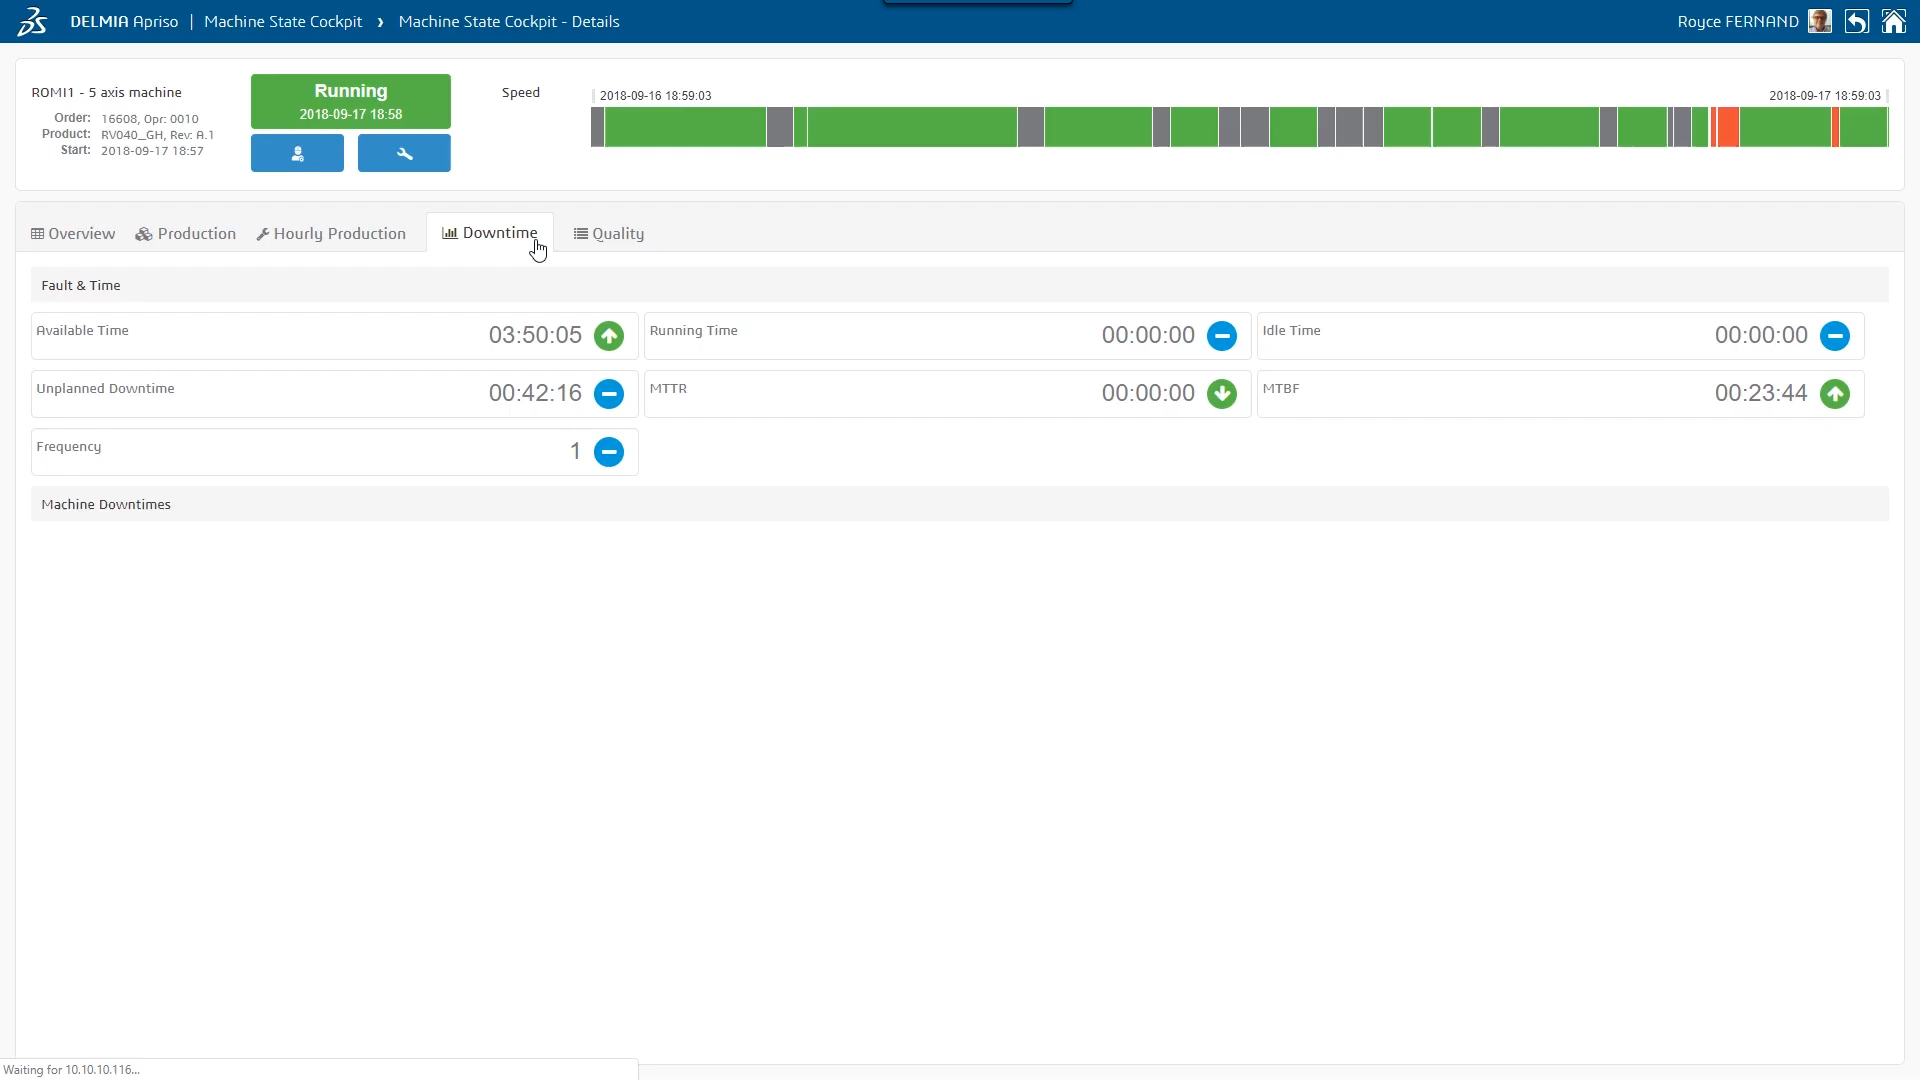 DELMIA Apriso | Machine State Cockpit › Machine State Cockpit - Details
Royce FERNAND
ROMI1 - 5 axis machine
Order: 16608, Opr: 0010
Product: RV040_GH, Rev: A.1
Start: 2018-09-17 18:57
Running
2018-09-17 18:58
Speed
2018-09-16 18:59:03
2018-09-17 18:59:03
Overview
Production
Hourly Production
Downtime
Quality
Fault & Time
Available Time 03:50:05
Running Time 00:00:00
Idle Time 00:00:00
Unplanned Downtime 00:42:16
MTTR 00:00:00
MTBF 00:23:44
Frequency 1
Machine Downtimes
Waiting for 10.10.10.116...